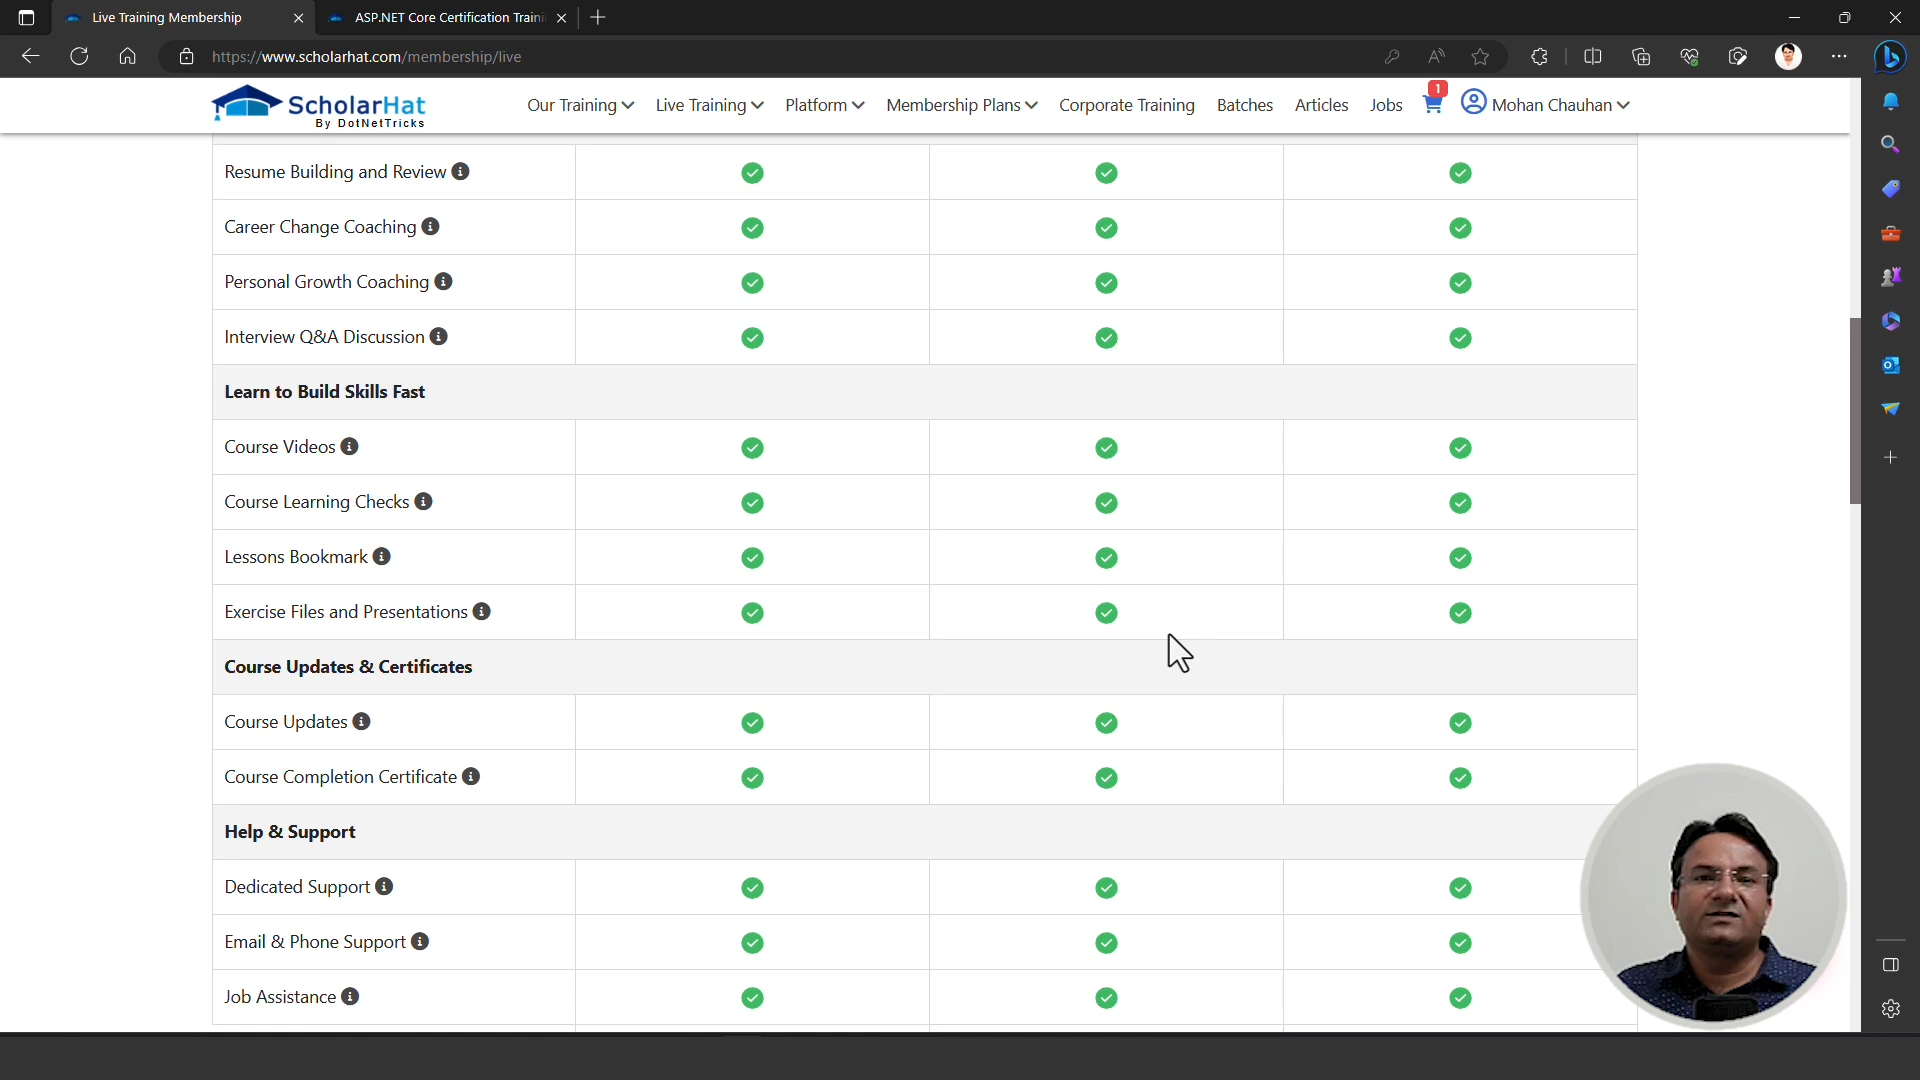 Live Training Membership
ASP.NET Core Certification Traini
https://www.scholarhat.com/membership/live
ScholarHat
By DotNetTricks
Our Training
Live Training
Platform
Membership Plans
Corporate Training
Batches
Articles
Jobs
1
Mohan Chauhan
Resume Building and Review
Career Change Coaching
Personal Growth Coaching
Interview Q&A Discussion
Learn to Build Skills Fast
Course Videos
Course Learning Checks
Lessons Bookmark
Exercise Files and Presentations
Course Updates & Certificates
Course Updates
Course Completion Certificate
Help & Support
Dedicated Support
Email & Phone Support
Job Assistance